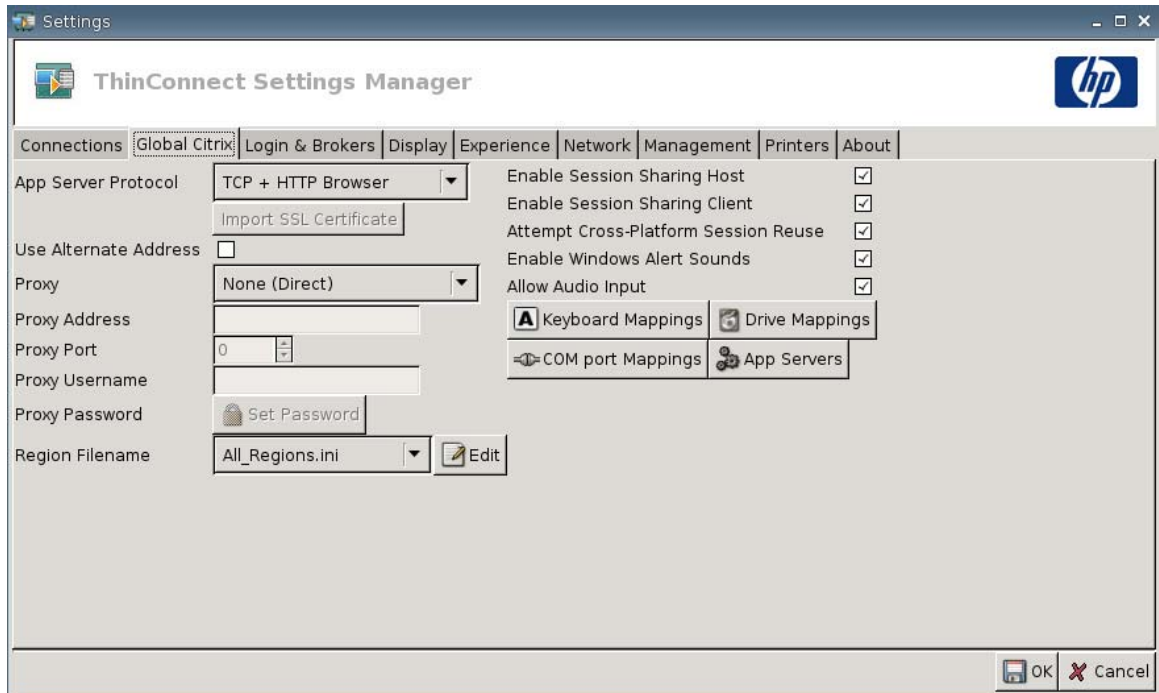 Settings
ThinConnect Settings Manager
hp
Connections Global Citrix Login & Brokers Display Experience Network Management Printers About
App Server Protocol TCP + HTTP Browser
Import SSL Certificate
Use Alternate Address
Proxy None (Direct)
Proxy Address
Proxy Port 0
Proxy Username
Proxy Password Set Password
Region Filename All_Regions.ini Edit
Enable Session Sharing Host
Enable Session Sharing Client
Attempt Cross-Platform Session Reuse
Enable Windows Alert Sounds
Allow Audio Input
A Keyboard Mappings Drive Mappings
COM port Mappings App Servers
OK Cancel